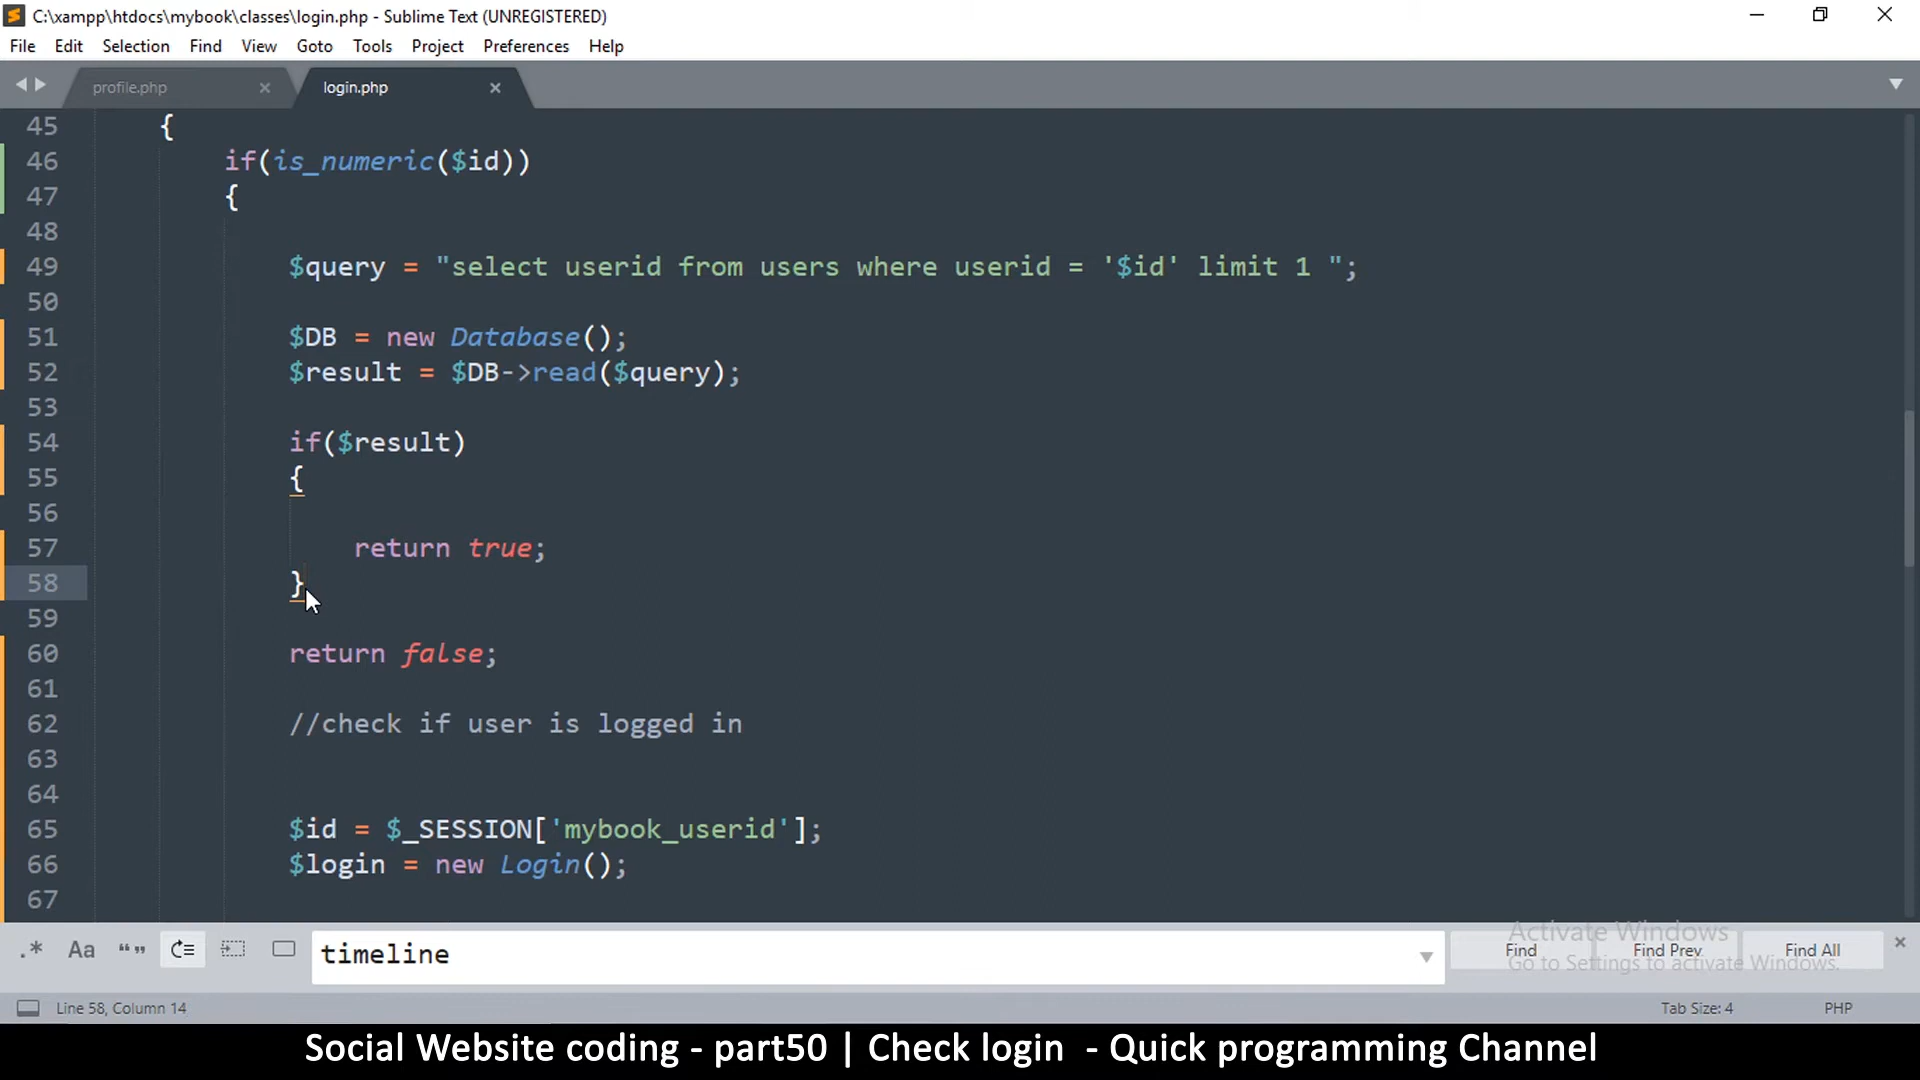 C:\xampp\htdocs\mybook\classes\login.php - Sublime Text (UNREGISTERED)
File Edit Selection Find View Goto Tools Project Preferences Help
profile.php login.php
45 {
46 if(is_numeric($id))
47 {
48
49 $query = "select userid from users where userid = '$id' limit 1 ";
50
51 $DB = new Database();
52 $result = $DB->read($query);
53
54 if($result)
55 {
56
57 return true;
58 }
59
60 return false;
61
62 //check if user is logged in
63
64
65 $id = $_SESSION['mybook_userid'];
66 $login = new Login();
67
.* Aa “” timeline Find Find Prev Find All
Activate Windows
Go to Settings to activate Windows.
Line 58, Column 14 Tab Size: 4 PHP
Social Website coding - part50 | Check login - Quick programming Channel